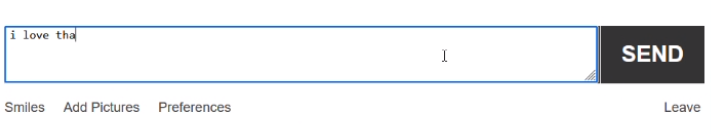 i love tha
SEND
Smiles Add Pictures Preferences Leave